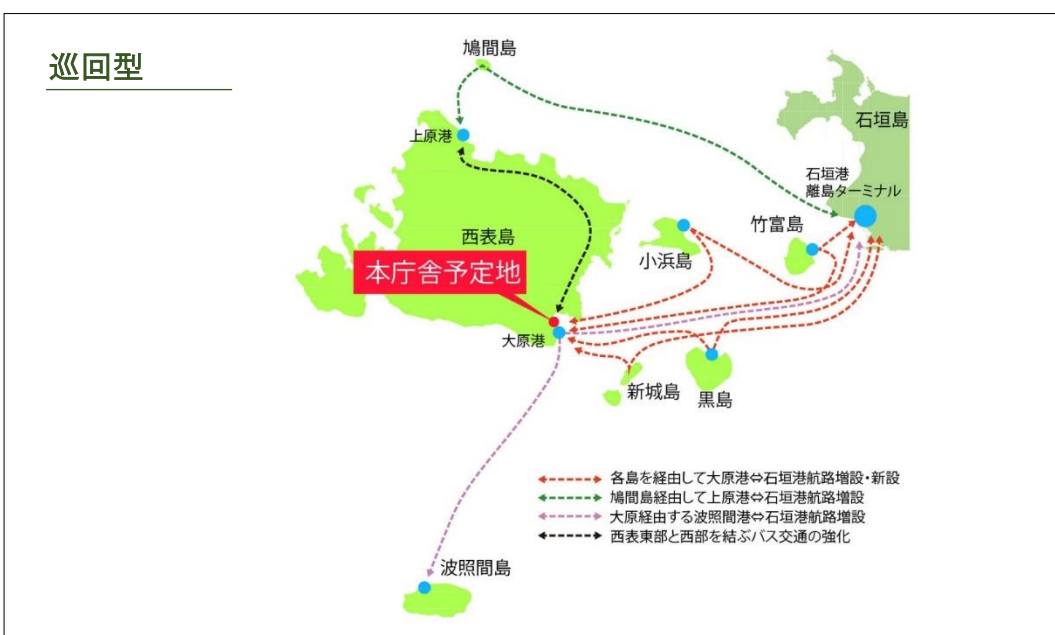 巡回型
鳩間島
石垣島
上原港
石垣港
離島ターミナル
竹富島
西表島
小浜島
本庁舎予定地
大原港
新城島
黒島
各島を経由して大原港⇔石垣港航路増設・新設
鳩間島経由して上原港⇔石垣港航路増設
大原経由する波照間港⇔石垣港航路増設
西表東部と西部を結ぶバス交通の強化
波照間島